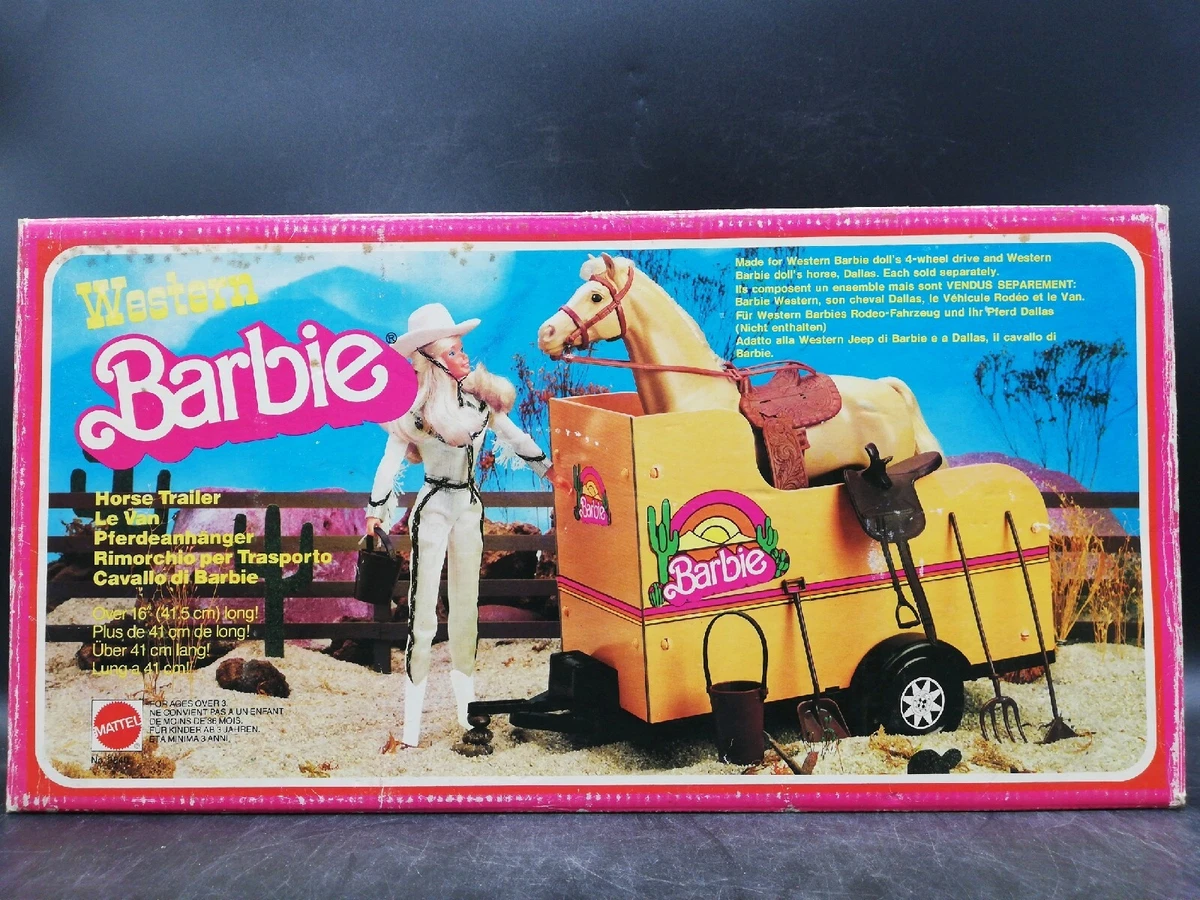 Western
Barbie®
Horse Trailer
Le Van
Pferdeanhänger
Rimorchio per Trasporto
Cavallo di Barbie
Over 16" (41.5 cm) long!
Plus de 41 cm de long!
Über 41 cm lang!
Lung a 41 cm!
MATTEL
FOR AGES OVER 3.
NE CONVIENT PAS A UN ENFANT
DE MOINS DE 36 MOIS.
FÜR KINDER AB 3 JAHREN.
ETA MINIMA 3 ANNI.
No.
Made for Western Barbie doll's 4-wheel drive and Western
Barbie doll's horse, Dallas. Each sold separately.
Ils composent un ensemble mais sont VENDUS SEPAREMENT:
Barbie Western, son cheval Dallas, le Véhicule Rodéo et le Van.
Für Western Barbies Rodeo-Fahrzeug und ihr Pferd Dallas
(Nicht enthalten)
Adatto alla Western Jeep di Barbie e a Dallas, il cavallo di
Barbie.
Barbie
Barbie